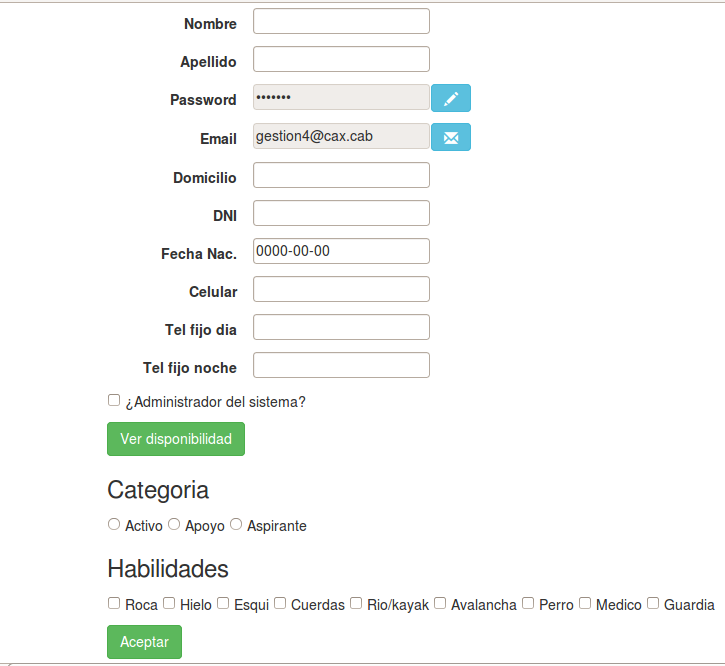 Nombre
Apellido
Password •••••••
Email gestion4@cax.cab
Domicilio
DNI
Fecha Nac. 0000-00-00
Celular
Tel fijo dia
Tel fijo noche
¿Administrador del sistema?
Ver disponibilidad
Categoria
Activo Apoyo Aspirante
Habilidades
Roca Hielo Esqui Cuerdas Rio/kayak Avalancha Perro Medico Guardia
Aceptar